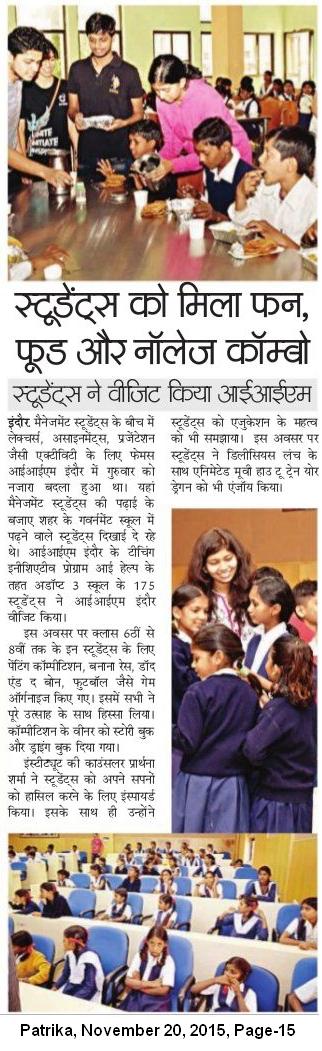 स्टूडेंट्स को मिला फन,
फूड और नॉलेज कॉम्बो
स्टूडेंट्स ने वीजिट किया आईआईएम
इंदौर. मैनेजमेंट स्टूडेंट्स के बीच में
लेक्चर्स, असाइनमेंट्स, प्रजेंटेशन
जैसी एक्टीविटी के लिए फेमस
आईआईएम इंदौर में गुरुवार को
नजारा बदला हुआ था। यहां
मैनेजमेंट स्टूडेंट्स की पढ़ाई के
बजाए शहर के गवर्नमेंट स्कूल में
पढ़ने वाले स्टूडेंट्स दिखाई दे रहे
थे। आईआईएम इंदौर के टीचिंग
इनीशिएटीव प्रोग्राम आई हेल्प के
तहत अडॉप्ट 3 स्कूल के 175
स्टूडेंट्स ने आईआईएम इंदौर
वीजिट किया।
इस अवसर पर क्लास 6ठीं से
8वीं तक के इन स्टूडेंट्स के लिए
पेंटिंग कॉम्पीटिशन, बनाना रेस, डॉद
एंड द बोन, फुटबॉल जैसे गेम
ऑर्गनाइज किए गए। इसमें सभी ने
पूरे उत्साह के साथ हिस्सा लिया।
कॉम्पीटिशन के वीनर को स्टोरी बुक
और ड्राइंग बुक दिया गया।
इंस्टीट्यूट की काउंसलर प्रार्थना
शर्मा ने स्टूडेंट्स को अपने सपनों
को हासिल करने के लिए इंस्पायर्ड
किया। इसके साथ ही उन्होंने
स्टूडेंट्स को एजुकेशन के महत्व
को भी समझाया। इस अवसर पर
स्टूडेंट्स ने डिलीसियस लंच के
साथ एनिमेटेड मूवी हाउ टू ट्रेन योर
ड्रेगन को भी एंजॉय किया।
Patrika, November 20, 2015, Page-15